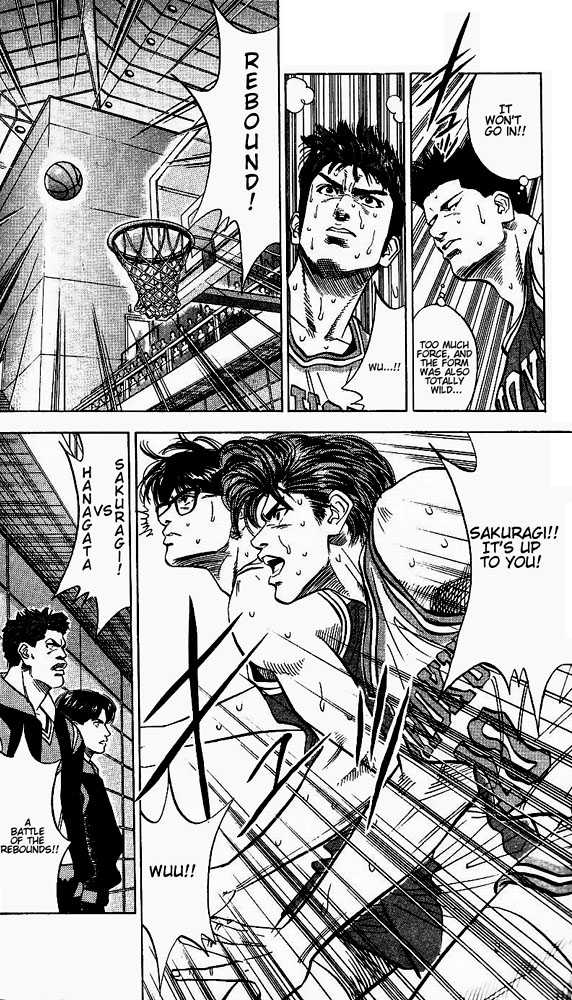 IT
WON'T
GO IN!!
TOO MUCH
FORCE, AND
THE FORM
WAS ALSO
TOTALLY
WILD...
WU...!!
REBOUND!
SAKURAGI!!
IT'S UP
TO YOU!
WUU!!
SAKURAGI!
VS
HANAGATA
A
BATTLE
OF THE
REBOUNDS!!